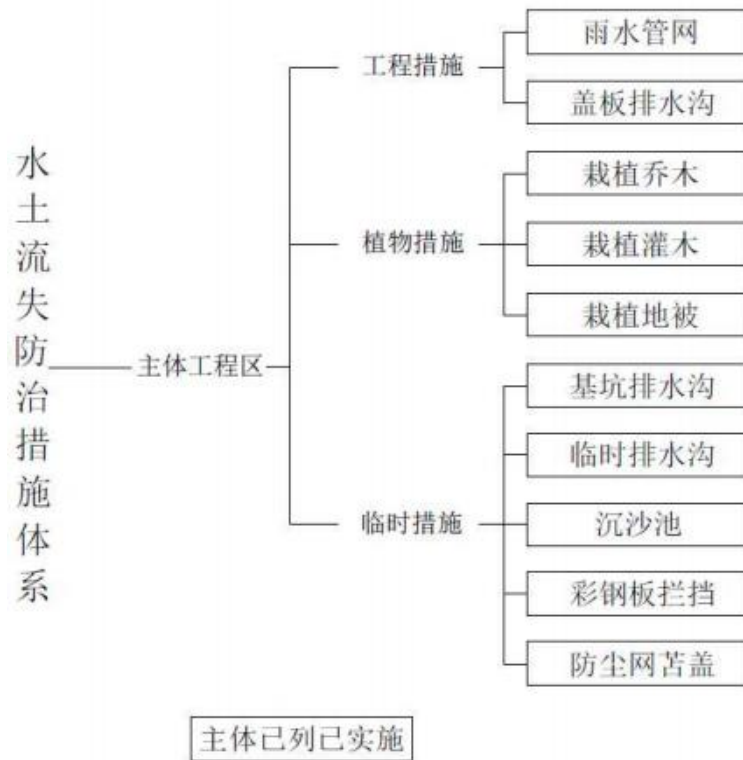 水土流失防治措施体系
主体工程区
工程措施
雨水管网
盖板排水沟
植物措施
栽植乔木
栽植灌木
栽植地被
临时措施
基坑排水沟
临时排水沟
沉沙池
彩钢板拦挡
防尘网苫盖
主体已列已实施